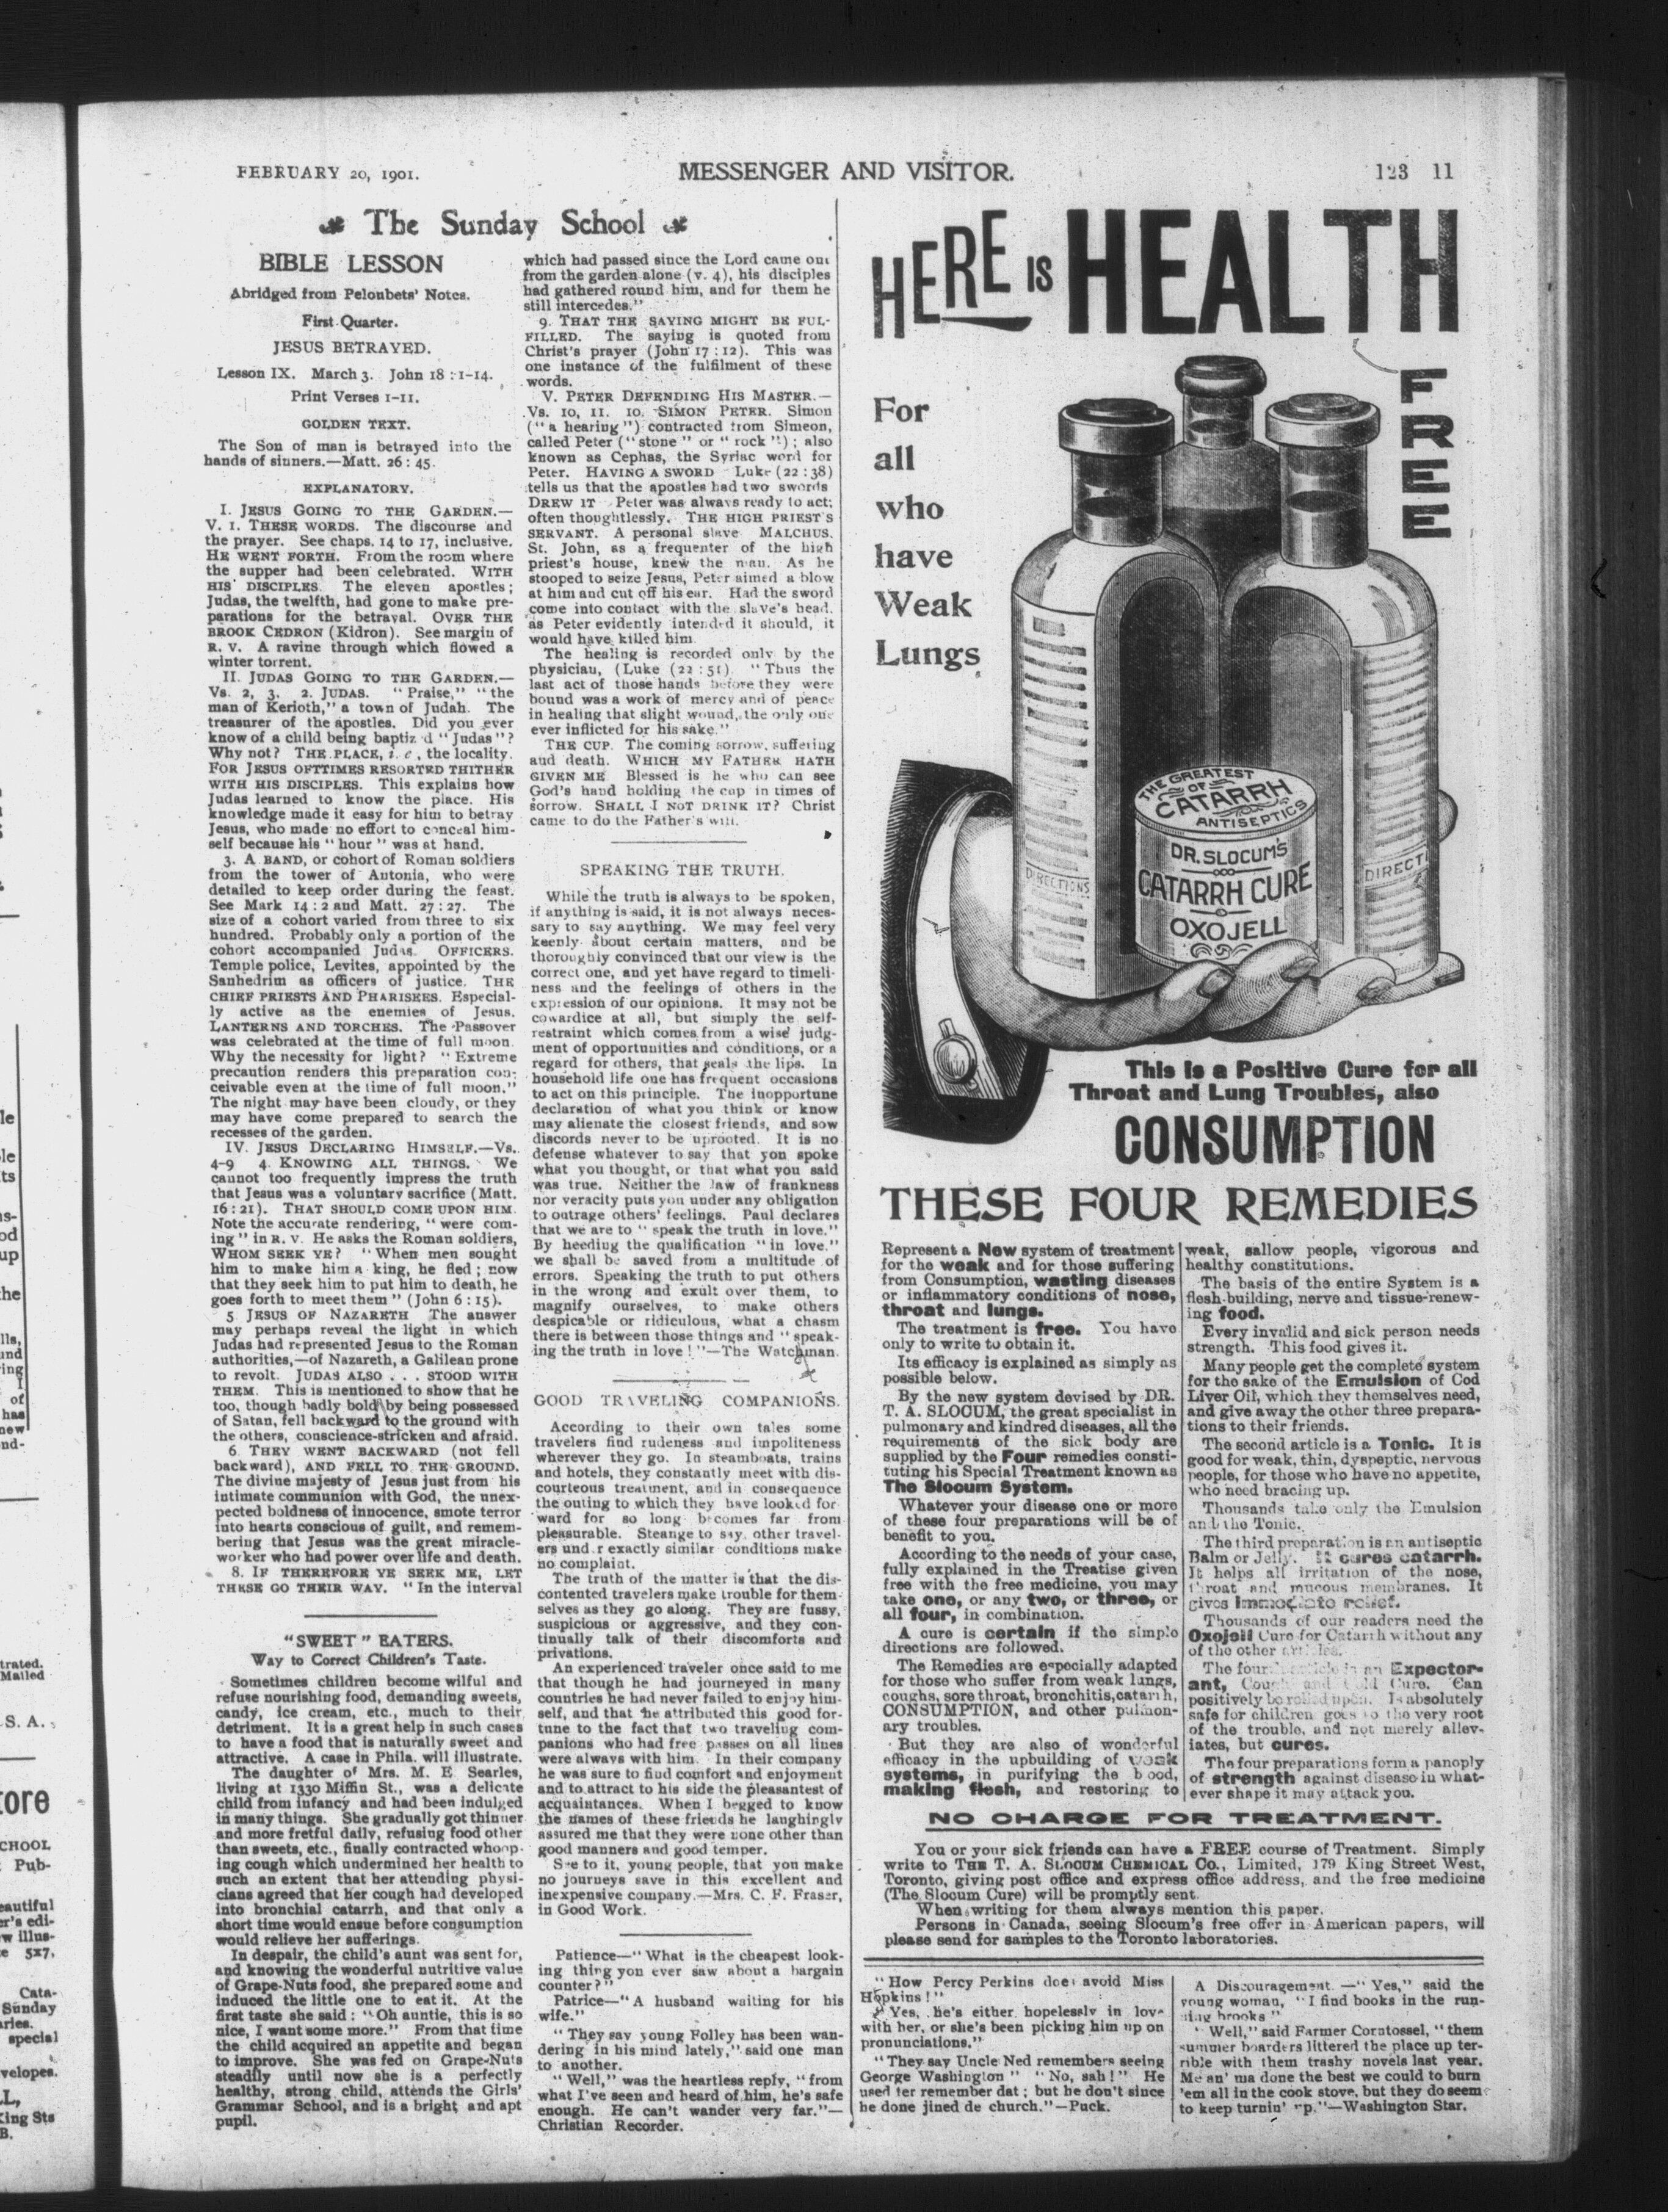 FEBRUARY 20, 1901.
MESSENGER AND VISITOR.
123 11
The Sunday School
BIBLE LESSON
Abridged from Peloubets' Notes.
First Quarter.
JESUS BETRAYED.
Lesson IX. March 3. John 18 : 1-14.
Print Verses 1-11.
GOLDEN TEXT.
The Son of man is betrayed into the
hands of sinners.—Matt. 26 : 45.
EXPLANATORY.
I. JESUS GOING TO THE GARDEN.—
V. 1. THESE WORDS. The discourse and
the prayer. See chaps. 14 to 17, inclusive.
HE WENT FORTH. From the room where
the supper had been celebrated. WITH
HIS DISCIPLES. The eleven apostles;
Judas, the twelfth, had gone to make pre-
parations for the betrayal. OVER THE
BROOK CEDRON (Kidron). See margin of
R. V. A ravine through which flowed a
winter torrent.
II. JUDAS GOING TO THE GARDEN.—
Vs. 2, 3. 2. JUDAS. "Praise," "the
man of Kerioth," a town of Judah. The
treasurer of the apostles. Did you ever
know of a child being baptiz d "Judas"?
Why not? THE PLACE, i. e , the locality.
FOR JESUS OFTTIMES RESORTED THITHER
WITH HIS DISCIPLES. This explains how
Judas learned to know the place. His
knowledge made it easy for him to betray
Jesus, who made no effort to conceal him-
self because his "hour" was at hand.
3. A BAND, or cohort of Roman soldiers
from the tower of Antonia, who were
detailed to keep order during the feast.
See Mark 14 : 2 and Matt. 27 : 27. The
size of a cohort varied from three to six
hundred. Probably only a portion of the
cohort accompanied Judas. OFFICERS.
Temple police, Levites, appointed by the
Sanhedrim as officers of justice. THE
CHIEF PRIESTS AND PHARISEES. Especial-
ly active as the enemies of Jesus.
LANTERNS AND TORCHES. The Passover
was celebrated at the time of full moon.
Why the necessity for light? "Extreme
precaution renders this preparation con-
ceivable even at the time of full moon."
The night may have been cloudy, or they
may have come prepared to search the
recesses of the garden.
IV. JESUS DECLARING HIMSELF.—Vs.
4-9 4. KNOWING ALL THINGS. We
cannot too frequently impress the truth
that Jesus was a voluntary sacrifice (Matt.
16 : 21). THAT SHOULD COME UPON HIM.
Note the accurate rendering, "were com-
ing" in R. V. He asks the Roman soldiers,
WHOM SEEK YE? "When men sought
him to make him a king, he fled; now
that they seek him to put him to death, he
goes forth to meet them" (John 6 : 15).
5 JESUS OF NAZARETH The answer
may perhaps reveal the light in which
Judas had represented Jesus to the Roman
authorities,—of Nazareth, a Galilean prone
to revolt. JUDAS ALSO . . . STOOD WITH
THEM. This is mentioned to show that he
too, though badly bold by being possessed
of Satan, fell backward to the ground with
the others, conscience-stricken and afraid.
6. THEY WENT BACKWARD (not fell
backward), AND FELL TO THE GROUND.
The divine majesty of Jesus just from his
intimate communion with God, the unex-
pected boldness of innocence, smote terror
into hearts conscious of guilt, and remem-
bering that Jesus was the great miracle-
worker who had power over life and death.
8. IF THEREFORE YE SEEK ME, LET
THESE GO THEIR WAY. "In the interval
"SWEET" EATERS.
Way to Correct Children's Taste.
Sometimes children become wilful and
refuse nourishing food, demanding sweets,
candy, ice cream, etc., much to their
detriment. It is a great help in such cases
to have a food that is naturally sweet and
attractive. A case in Phila. will illustrate.
The daughter of Mrs. M. E Searles,
living at 1330 Miffin St., was a delicate
child from infancy and had been indulged
in many things. She gradually got thinner
and more fretful daily, refusing food other
than sweets, etc., finally contracted whoop-
ing cough which undermined her health to
such an extent that her attending physi-
cians agreed that her cough had developed
into bronchial catarrh, and that only a
short time would ensue before consumption
would relieve her sufferings.
In despair, the child's aunt was sent for,
and knowing the wonderful nutritive value
of Grape-Nuts food, she prepared some and
induced the little one to eat it. At the
first taste she said: "Oh auntie, this is so
nice, I want some more." From that time
the child acquired an appetite and began
to improve. She was fed on Grape-Nuts
steadily until now she is a perfectly
healthy, strong child, attends the Girls'
Grammar School, and is a bright and apt
pupil.
which had passed since the Lord came out
from the garden alone (v. 4), his disciples
had gathered round him, and for them he
still intercedes."
9. THAT THE SAYING MIGHT BE FUL-
FILLED. The saying is quoted from
Christ's prayer (John 17 : 12). This was
one instance of the fulfilment of these
words.
V. PETER DEFENDING HIS MASTER.—
Vs. 10, 11. 10. SIMON PETER. Simon
("a hearing") contracted from Simeon,
called Peter ("stone" or "rock"); also
known as Cephas, the Syriac word for
Peter. HAVING A SWORD Luke (22 : 38)
tells us that the apostles had two swords
DREW IT Peter was always ready to act;
often thoughtlessly. THE HIGH PRIEST'S
SERVANT. A personal slave MALCHUS.
St. John, as a frequenter of the high
priest's house, knew the man. As he
stooped to seize Jesus, Peter aimed a blow
at him and cut off his ear. Had the sword
come into contact with the slave's head,
as Peter evidently intended it should, it
would have killed him
The healing is recorded only by the
physician, (Luke (22 : 51). "Thus the
last act of those hands before they were
bound was a work of mercy and of peace
in healing that slight wound, the only one
ever inflicted for his sake."
THE CUP. The coming sorrow, suffering
and death. WHICH MY FATHER HATH
GIVEN ME Blessed is he who can see
God's hand holding the cup in times of
sorrow. SHALL I NOT DRINK IT? Christ
came to do the Father's will.
SPEAKING THE TRUTH.
While the truth is always to be spoken,
if anything is said, it is not always neces-
sary to say anything. We may feel very
keenly about certain matters, and be
thoroughly convinced that our view is the
correct one, and yet have regard to timeli-
ness and the feelings of others in the
expression of our opinions. It may not be
cowardice at all, but simply the self-
restraint which comes from a wise judg-
ment of opportunities and conditions, or a
regard for others, that seals the lips. In
household life one has frequent occasions
to act on this principle. The inopportune
declaration of what you think or know
may alienate the closest friends, and sow
discords never to be uprooted. It is no
defense whatever to say that you spoke
what you thought, or that what you said
was true. Neither the law of frankness
nor veracity puts you under any obligation
to outrage others' feelings. Paul declares
that we are to "speak the truth in love."
By heeding the qualification "in love."
we shall be saved from a multitude of
errors. Speaking the truth to put others
in the wrong and exult over them, to
magnify ourselves, to make others
despicable or ridiculous, what a chasm
there is between those things and "speak-
ing the truth in love!"—The Watchman.
GOOD TRAVELING COMPANIONS.
According to their own tales some
travelers find rudeness and impoliteness
wherever they go. In steamboats, trains
and hotels, they constantly meet with dis-
courteous treatment, and in consequence
the outing to which they have looked for
ward for so long becomes far from
pleasurable. Steange to say, other travel-
ers und r exactly similar conditions make
no complaint.
The truth of the matter is that the dis-
contented travelers make trouble for them-
selves as they go along. They are fussy,
suspicious or aggressive, and they con-
tinually talk of their discomforts and
privations.
An experienced traveler once said to me
that though he had journeyed in many
countries he had never failed to enjoy him-
self, and that he attributed this good for-
tune to the fact that two traveling com-
panions who had free passes on all lines
were always with him. In their company
he was sure to find comfort and enjoyment
and to attract to his side the pleasantest of
acquaintances. When I begged to know
the names of these friends he laughingly
assured me that they were none other than
good manners and good temper.
See to it, young people, that you make
no journeys save in this excellent and
inexpensive company.—Mrs. C. F. Fraser,
in Good Work.
Patience—"What is the cheapest look-
ing thing you ever saw about a bargain
counter?"
Patrice—"A husband waiting for his
wife."
"They say young Folley has been wan-
dering in his mind lately," said one man
to another.
"Well," was the heartless reply, "from
what I've seen and heard of him, he's safe
enough. He can't wander very far."—
Christian Recorder.
HERE IS HEALTH
FREE
For
all
who
have
Weak
Lungs
THE GREATEST
OF
CATARRH
ANTISEPTICS
DR. SLOCUM'S
CATARRH CURE
OXOJELL
DIRECTIONS
DIRECTI
This is a Positive Cure for all
Throat and Lung Troubles, also
CONSUMPTION
THESE FOUR REMEDIES
Represent a New system of treatment
for the weak and for those suffering
from Consumption, wasting diseases
or inflammatory conditions of nose,
throat and lungs.
The treatment is free. You have
only to write to obtain it.
Its efficacy is explained as simply as
possible below.
By the new system devised by DR.
T. A. SLOCUM, the great specialist in
pulmonary and kindred diseases, all the
requirements of the sick body are
supplied by the Four remedies consti-
tuting his Special Treatment known as
The Slocum System.
Whatever your disease one or more
of these four preparations will be of
benefit to you.
According to the needs of your case,
fully explained in the Treatise given
free with the free medicine, you may
take one, or any two, or three, or
all four, in combination.
A cure is certain if the simple
directions are followed.
The Remedies are especially adapted
for those who suffer from weak lungs,
coughs, sore throat, bronchitis, catarrh,
CONSUMPTION, and other pulmon-
ary troubles.
But they are also of wonderful
efficacy in the upbuilding of weak
systems, in purifying the b ood,
making flesh, and restoring to
weak, sallow people, vigorous and
healthy constitutions.
The basis of the entire System is a
flesh-building, nerve and tissue-renew-
ing food.
Every invalid and sick person needs
strength. This food gives it.
Many people get the complete system
for the sake of the Emulsion of Cod
Liver Oil, which they themselves need,
and give away the other three prepara-
tions to their friends.
The second article is a Tonic. It is
good for weak, thin, dyspeptic, nervous
people, for those who have no appetite,
who need bracing up.
Thousands take only the Emulsion
and the Tonic.
The third preparation is an antiseptic
Balm or Jelly. It cures catarrh.
It helps all irritation of the nose,
throat and mucous membranes. It
gives immediate relief.
Thousands of our readers need the
Oxojell Cure for Catarrh without any
of the other articles.
The fourth article is an Expector-
ant, Cough and Cold Cure. Can
positively be relied upon. Is absolutely
safe for children goes to the very root
of the trouble, and not merely allev-
iates, but cures.
The four preparations form a panoply
of strength against disease in what-
ever shape it may attack you.
NO CHARGE FOR TREATMENT.
You or your sick friends can have a FREE course of Treatment. Simply
write to THE T. A. SLOCUM CHEMICAL CO., Limited, 179 King Street West,
Toronto, giving post office and express office address, and the free medicine
(The Slocum Cure) will be promptly sent.
When writing for them always mention this paper.
Persons in Canada, seeing Slocum's free offer in American papers, will
please send for samples to the Toronto laboratories.
"How Percy Perkins does avoid Miss
Hopkins!"
Yes, he's either hopelessly in love
with her, or she's been picking him up on
pronunciations."
"They say Uncle Ned remembers seeing
George Washington" "No, sah!" He
used ter remember dat; but he don't since
he done jined de church."—Puck.
A Discouragement.—"Yes," said the
young woman, "I find books in the run-
ning brooks"
"Well," said Farmer Corntossel, "them
summer boarders littered the place up ter-
rible with them trashy novels last year.
Me an' ma done the best we could to burn
'em all in the cook stove, but they do seem
to keep turnin' up."—Washington Star.